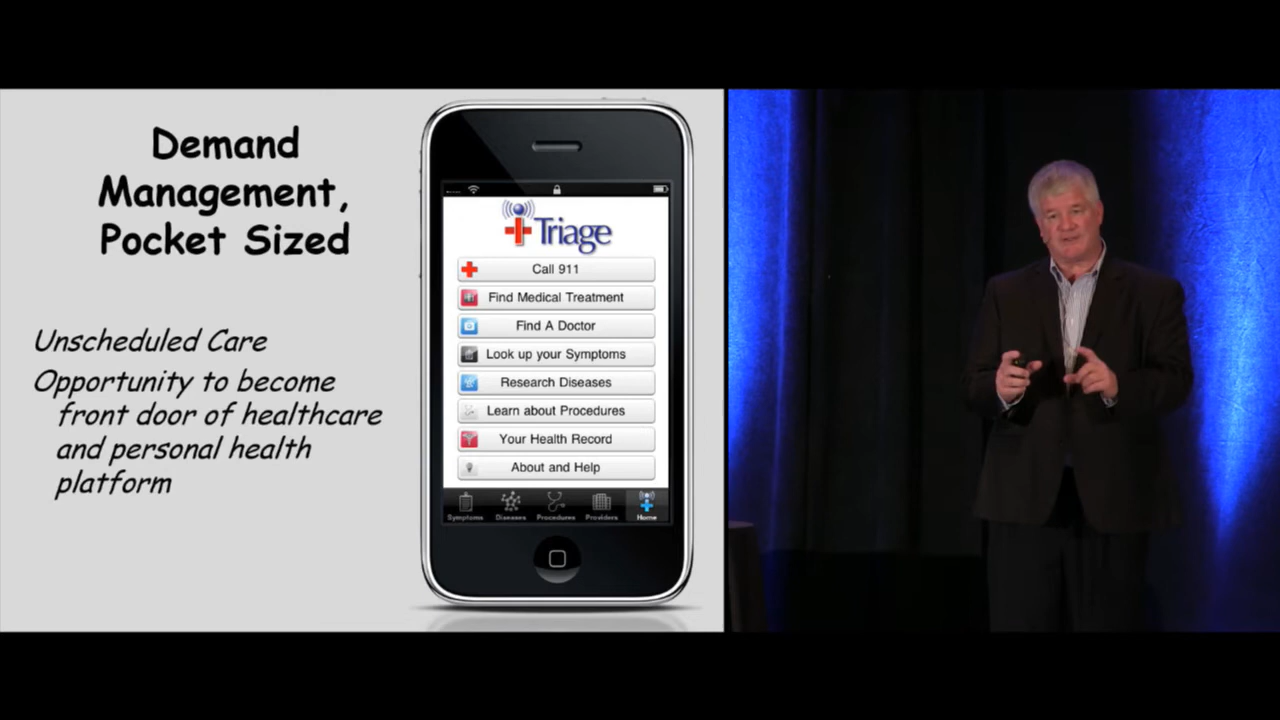 Demand
Management,
Pocket Sized
Unscheduled Care
Opportunity to become
front door of healthcare
and personal health
platform
Triage
Call 911
Find Medical Treatment
Find A Doctor
Look up your Symptoms
Research Diseases
Learn about Procedures
Your Health Record
About and Help
Symptoms Diseases Procedures Providers Home